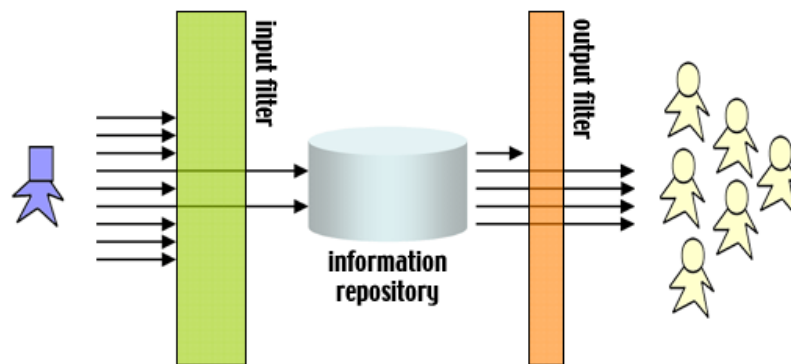 input filter
output filter
information
repository